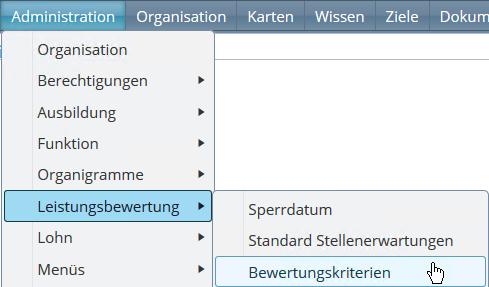 Administration Organisation Karten Wissen Ziele Dokum
Organisation
Berechtigungen
Ausbildung
Funktion
Organigramme
Leistungsbewertung
Lohn
Menüs
Sperrdatum
Standard Stellenerwartungen
Bewertungskriterien